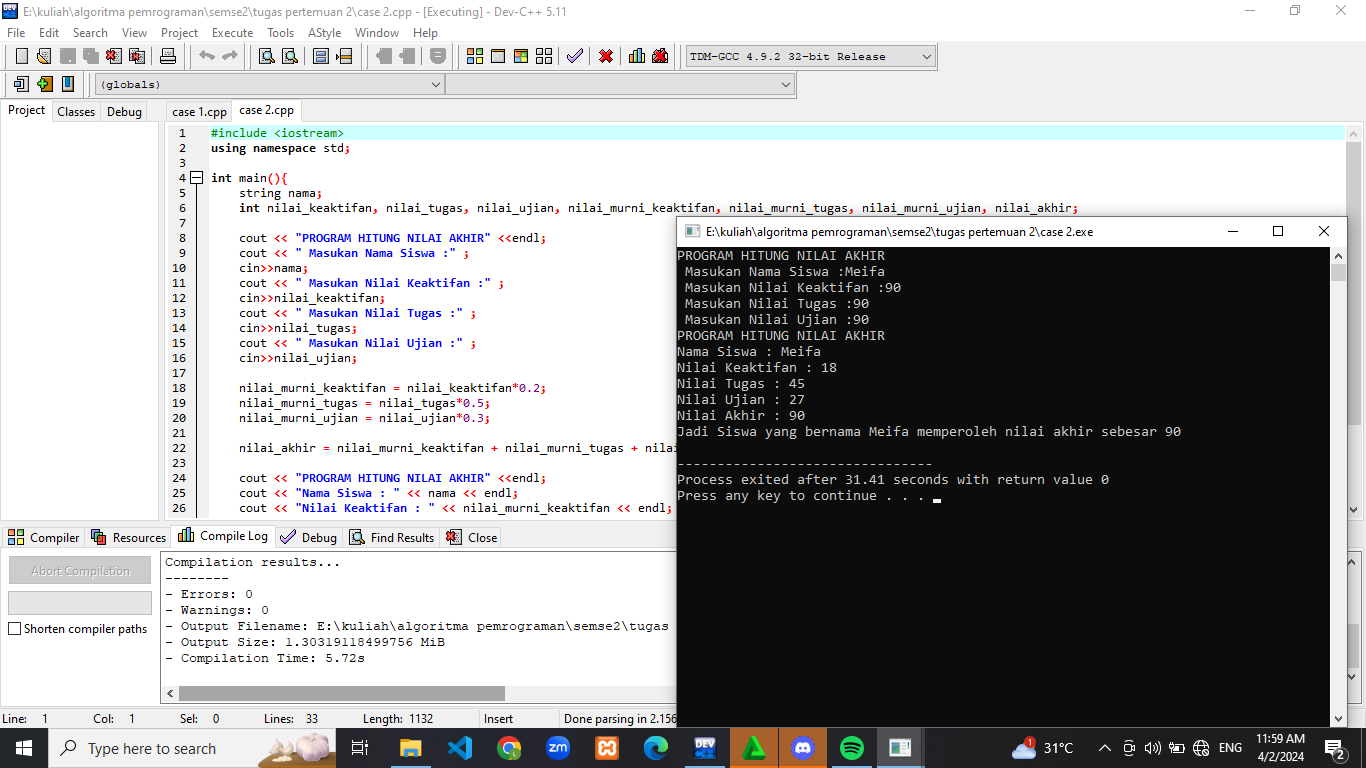 E:\kuliah\algoritma pemrograman\semse2\tugas pertemuan 2\case 2.cpp - [Executing] - Dev-C++ 5.11
File Edit Search View Project Execute Tools AStyle Window Help
TDM-GCC 4.9.2 32-bit Release
(globals)
Project Classes Debug
case 1.cpp case 2.cpp
1 #include <iostream>
2 using namespace std;
3
4 int main(){
5 string nama;
6 int nilai_keaktifan, nilai_tugas, nilai_ujian, nilai_murni_keaktifan, nilai_murni_tugas, nilai_murni_ujian, nilai_akhir;
7
8 cout << "PROGRAM HITUNG NILAI AKHIR" <<endl;
9 cout << " Masukan Nama Siswa :" ;
10 cin>>nama;
11 cout << " Masukan Nilai Keaktifan :" ;
12 cin>>nilai_keaktifan;
13 cout << " Masukan Nilai Tugas :" ;
14 cin>>nilai_tugas;
15 cout << " Masukan Nilai Ujian :" ;
16 cin>>nilai_ujian;
17
18 nilai_murni_keaktifan = nilai_keaktifan*0.2;
19 nilai_murni_tugas = nilai_tugas*0.5;
20 nilai_murni_ujian = nilai_ujian*0.3;
21
22 nilai_akhir = nilai_murni_keaktifan + nilai_murni_tugas + nilai
23
24 cout << "PROGRAM HITUNG NILAI AKHIR" <<endl;
25 cout << "Nama Siswa : " << nama << endl;
26 cout << "Nilai Keaktifan : " << nilai_murni_keaktifan << endl;
E:\kuliah\algoritma pemrograman\semse2\tugas pertemuan 2\case 2.exe
PROGRAM HITUNG NILAI AKHIR
Masukan Nama Siswa :Meifa
Masukan Nilai Keaktifan :90
Masukan Nilai Tugas :90
Masukan Nilai Ujian :90
PROGRAM HITUNG NILAI AKHIR
Nama Siswa : Meifa
Nilai Keaktifan : 18
Nilai Tugas : 45
Nilai Ujian : 27
Nilai Akhir : 90
Jadi Siswa yang bernama Meifa memperoleh nilai akhir sebesar 90
--------------------------------
Process exited after 31.41 seconds with return value 0
Press any key to continue . . .
Compiler Resources Compile Log Debug Find Results Close
Abort Compilation
Shorten compiler paths
Compilation results...
--------
- Errors: 0
- Warnings: 0
- Output Filename: E:\kuliah\algoritma pemrograman\semse2\tugas
- Output Size: 1.30319118499756 MiB
- Compilation Time: 5.72s
Line: 1 Col: 1 Sel: 0 Lines: 33 Length: 1132 Insert Done parsing in 2.156
Type here to search
zm
DEV
1
31°C
ENG
11:59 AM
4/2/2024
2